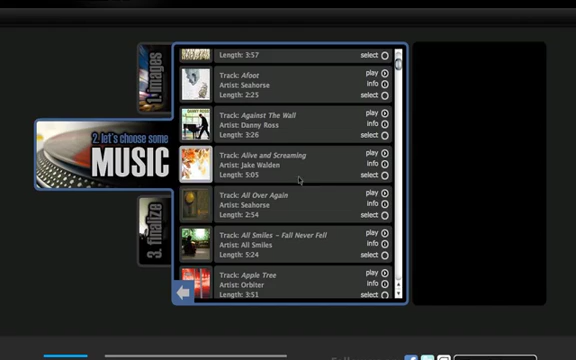 1. images
2. let's choose some
MUSIC
3. finalize
Length: 3:57
select
Track: Afoot
Artist: Seahorse
Length: 2:25
play
info
select
Track: Against The Wall
Artist: Danny Ross
Length: 3:26
play
info
select
Track: Alive and Screaming
Artist: Jake Walden
Length: 5:05
play
info
select
Track: All Over Again
Artist: Seahorse
Length: 2:54
play
info
select
Track: All Smiles - Fall Never Fell
Artist: All Smiles
Length: 5:24
play
info
select
Track: Apple Tree
Artist: Orbiter
Length: 3:51
play
info
select